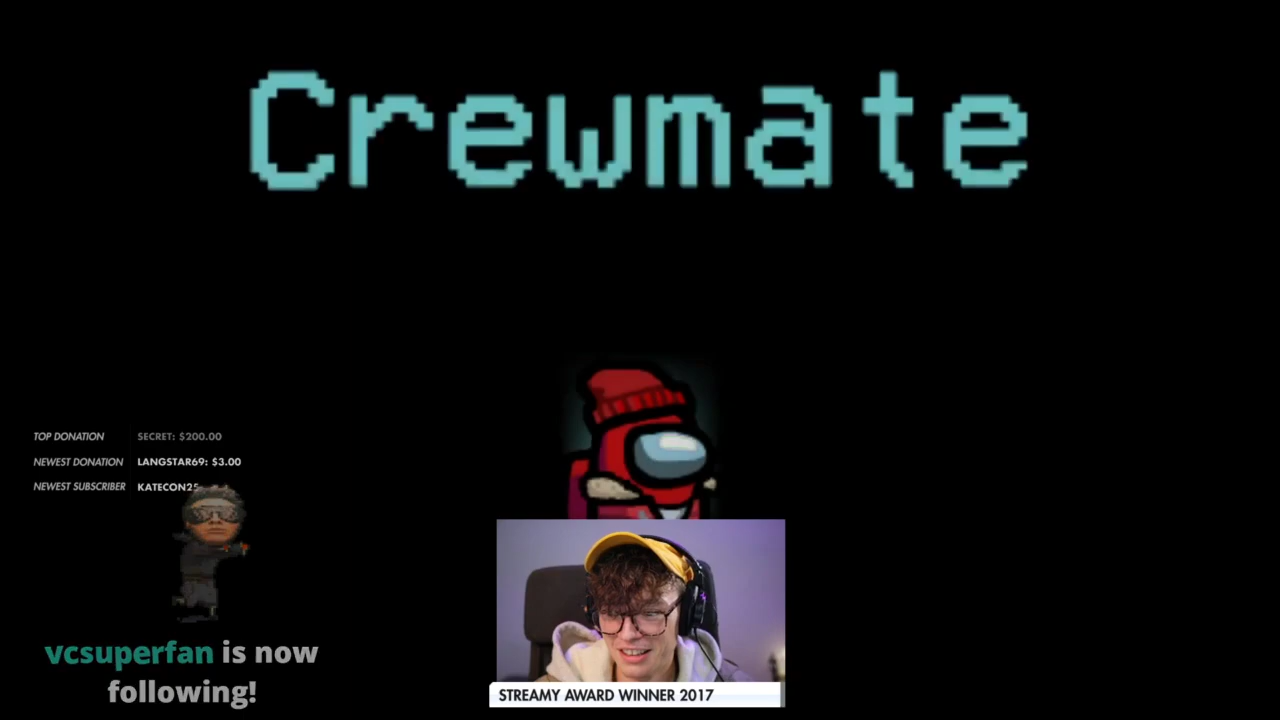 Crewmate
TOP DONATION SECRET: $200.00
NEWEST DONATION LANGSTAR69: $3.00
NEWEST SUBSCRIBER KATECON25
vcsuperfan is now
following!
STREAMY AWARD WINNER 2017